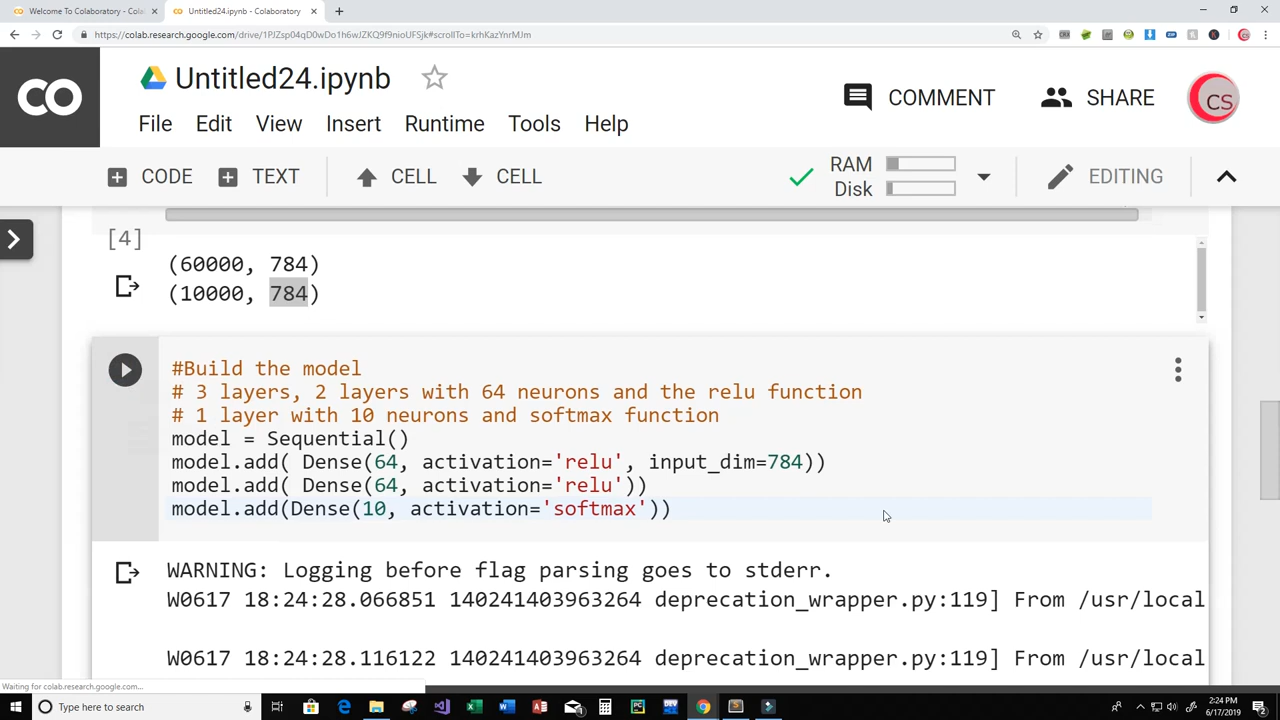 Welcome To Colaboratory - Cola
Untitled24.ipynb - Colaboratory
https://colab.research.google.com/drive/1PJZsp04qD0wDo1h6wJZKQ9f9nioUFSjk#scrollTo=krhKazYnrMJm
CO
Untitled24.ipynb
COMMENT
SHARE
CS
File Edit View Insert Runtime Tools Help
CODE TEXT CELL CELL
RAM
Disk
EDITING
[4]
(60000, 784)
(10000, 784)
#Build the model
# 3 layers, 2 layers with 64 neurons and the relu function
# 1 layer with 10 neurons and softmax function
model = Sequential()
model.add( Dense(64, activation='relu', input_dim=784))
model.add( Dense(64, activation='relu'))
model.add(Dense(10, activation='softmax'))
WARNING: Logging before flag parsing goes to stderr.
W0617 18:24:28.066851 140241403963264 deprecation_wrapper.py:119] From /usr/local
W0617 18:24:28.116122 140241403963264 deprecation_wrapper.py:119] From /usr/local
Waiting for colab.research.google.com...
Type here to search
2:24 PM
6/17/2019